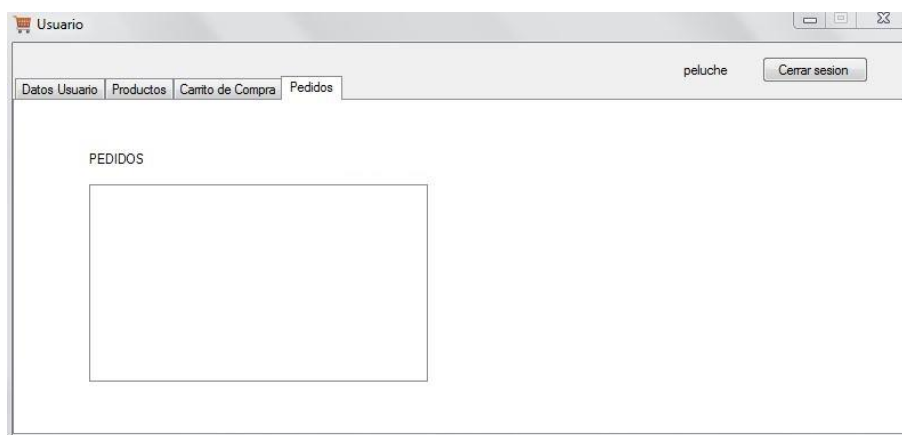 Usuario
peluche
Cerrar sesion
Datos Usuario
Productos
Carrito de Compra
Pedidos
PEDIDOS